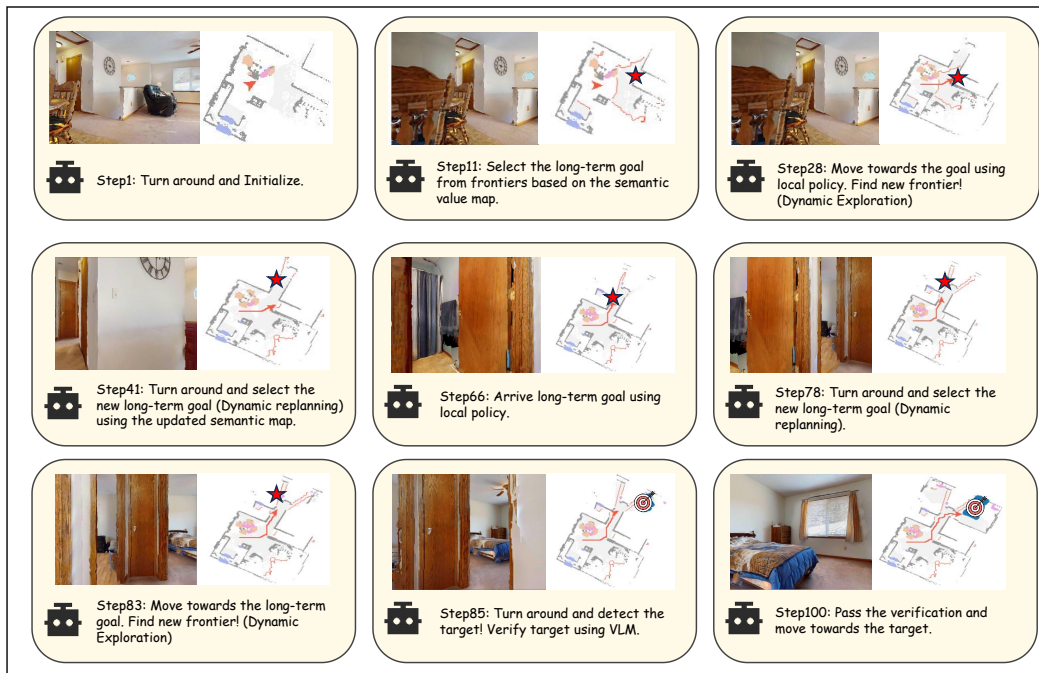 Step1: Turn around and Initialize.
Step11: Select the long-term goal
from frontiers based on the semantic
value map.
Step28: Move towards the goal using
local policy. Find new frontier!
(Dynamic Exploration)
Step41: Turn around and select the
new long-term goal (Dynamic replanning)
using the updated semantic map.
Step66: Arrive long-term goal using
local policy.
Step78: Turn around and select the
new long-term goal (Dynamic
replanning).
Step83: Move towards the long-term
goal. Find new frontier! (Dynamic
Exploration)
Step85: Turn around and detect the
target! Verify target using VLM.
Step100: Pass the verification and
move towards the target.